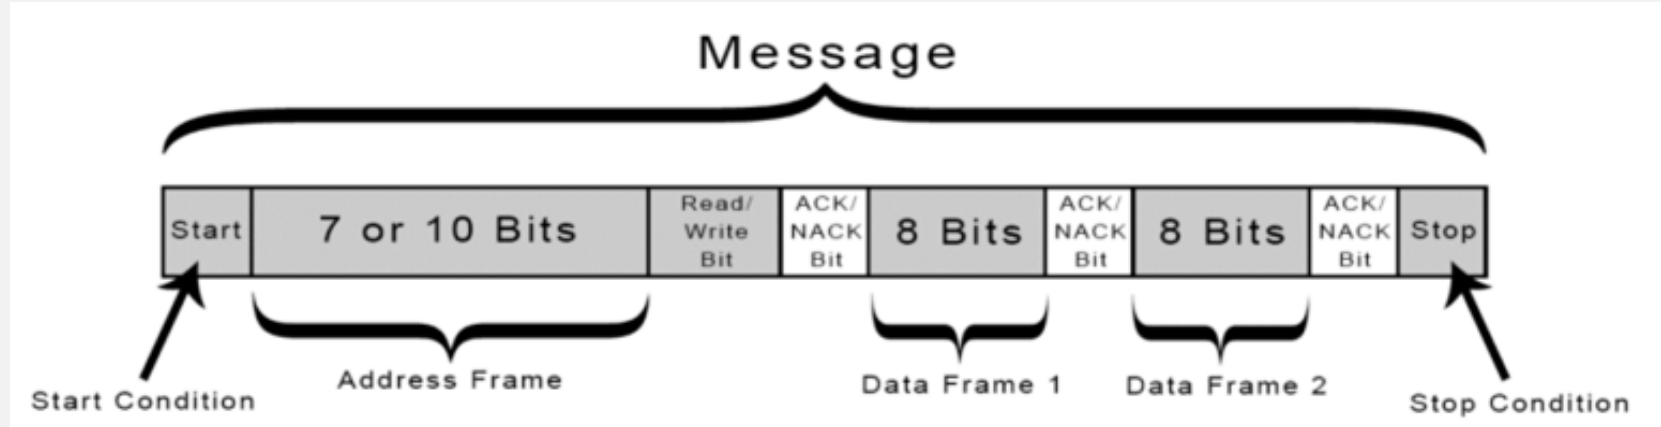 Message
Start
7 or 10 Bits
Read/
Write
Bit
ACK/
NACK
Bit
8 Bits
ACK/
NACK
Bit
8 Bits
ACK/
NACK
Bit
Stop
Start Condition
Address Frame
Data Frame 1
Data Frame 2
Stop Condition